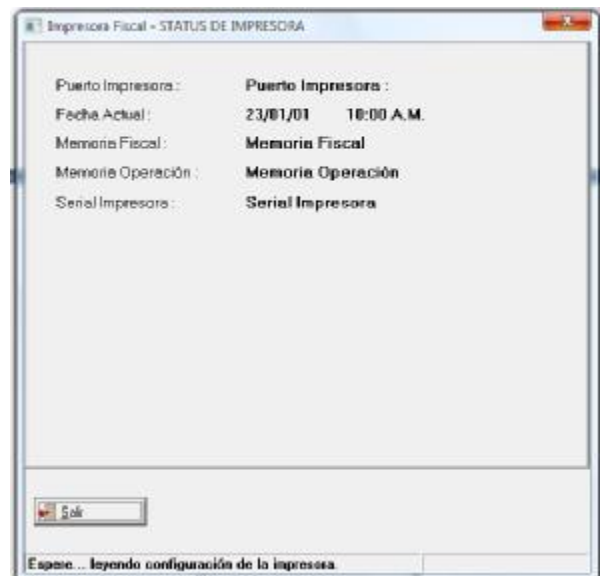 Impresora Fiscal - STATUS DE IMPRESORA
Puerto Impresora : Puerto Impresora :
Fecha Actual : 23/01/01 10:00 A.M.
Memoria Fiscal : Memoria Fiscal
Memoria Operación : Memoria Operación
Serial Impresora : Serial Impresora
Salir
Espere... leyendo configuración de la impresora.